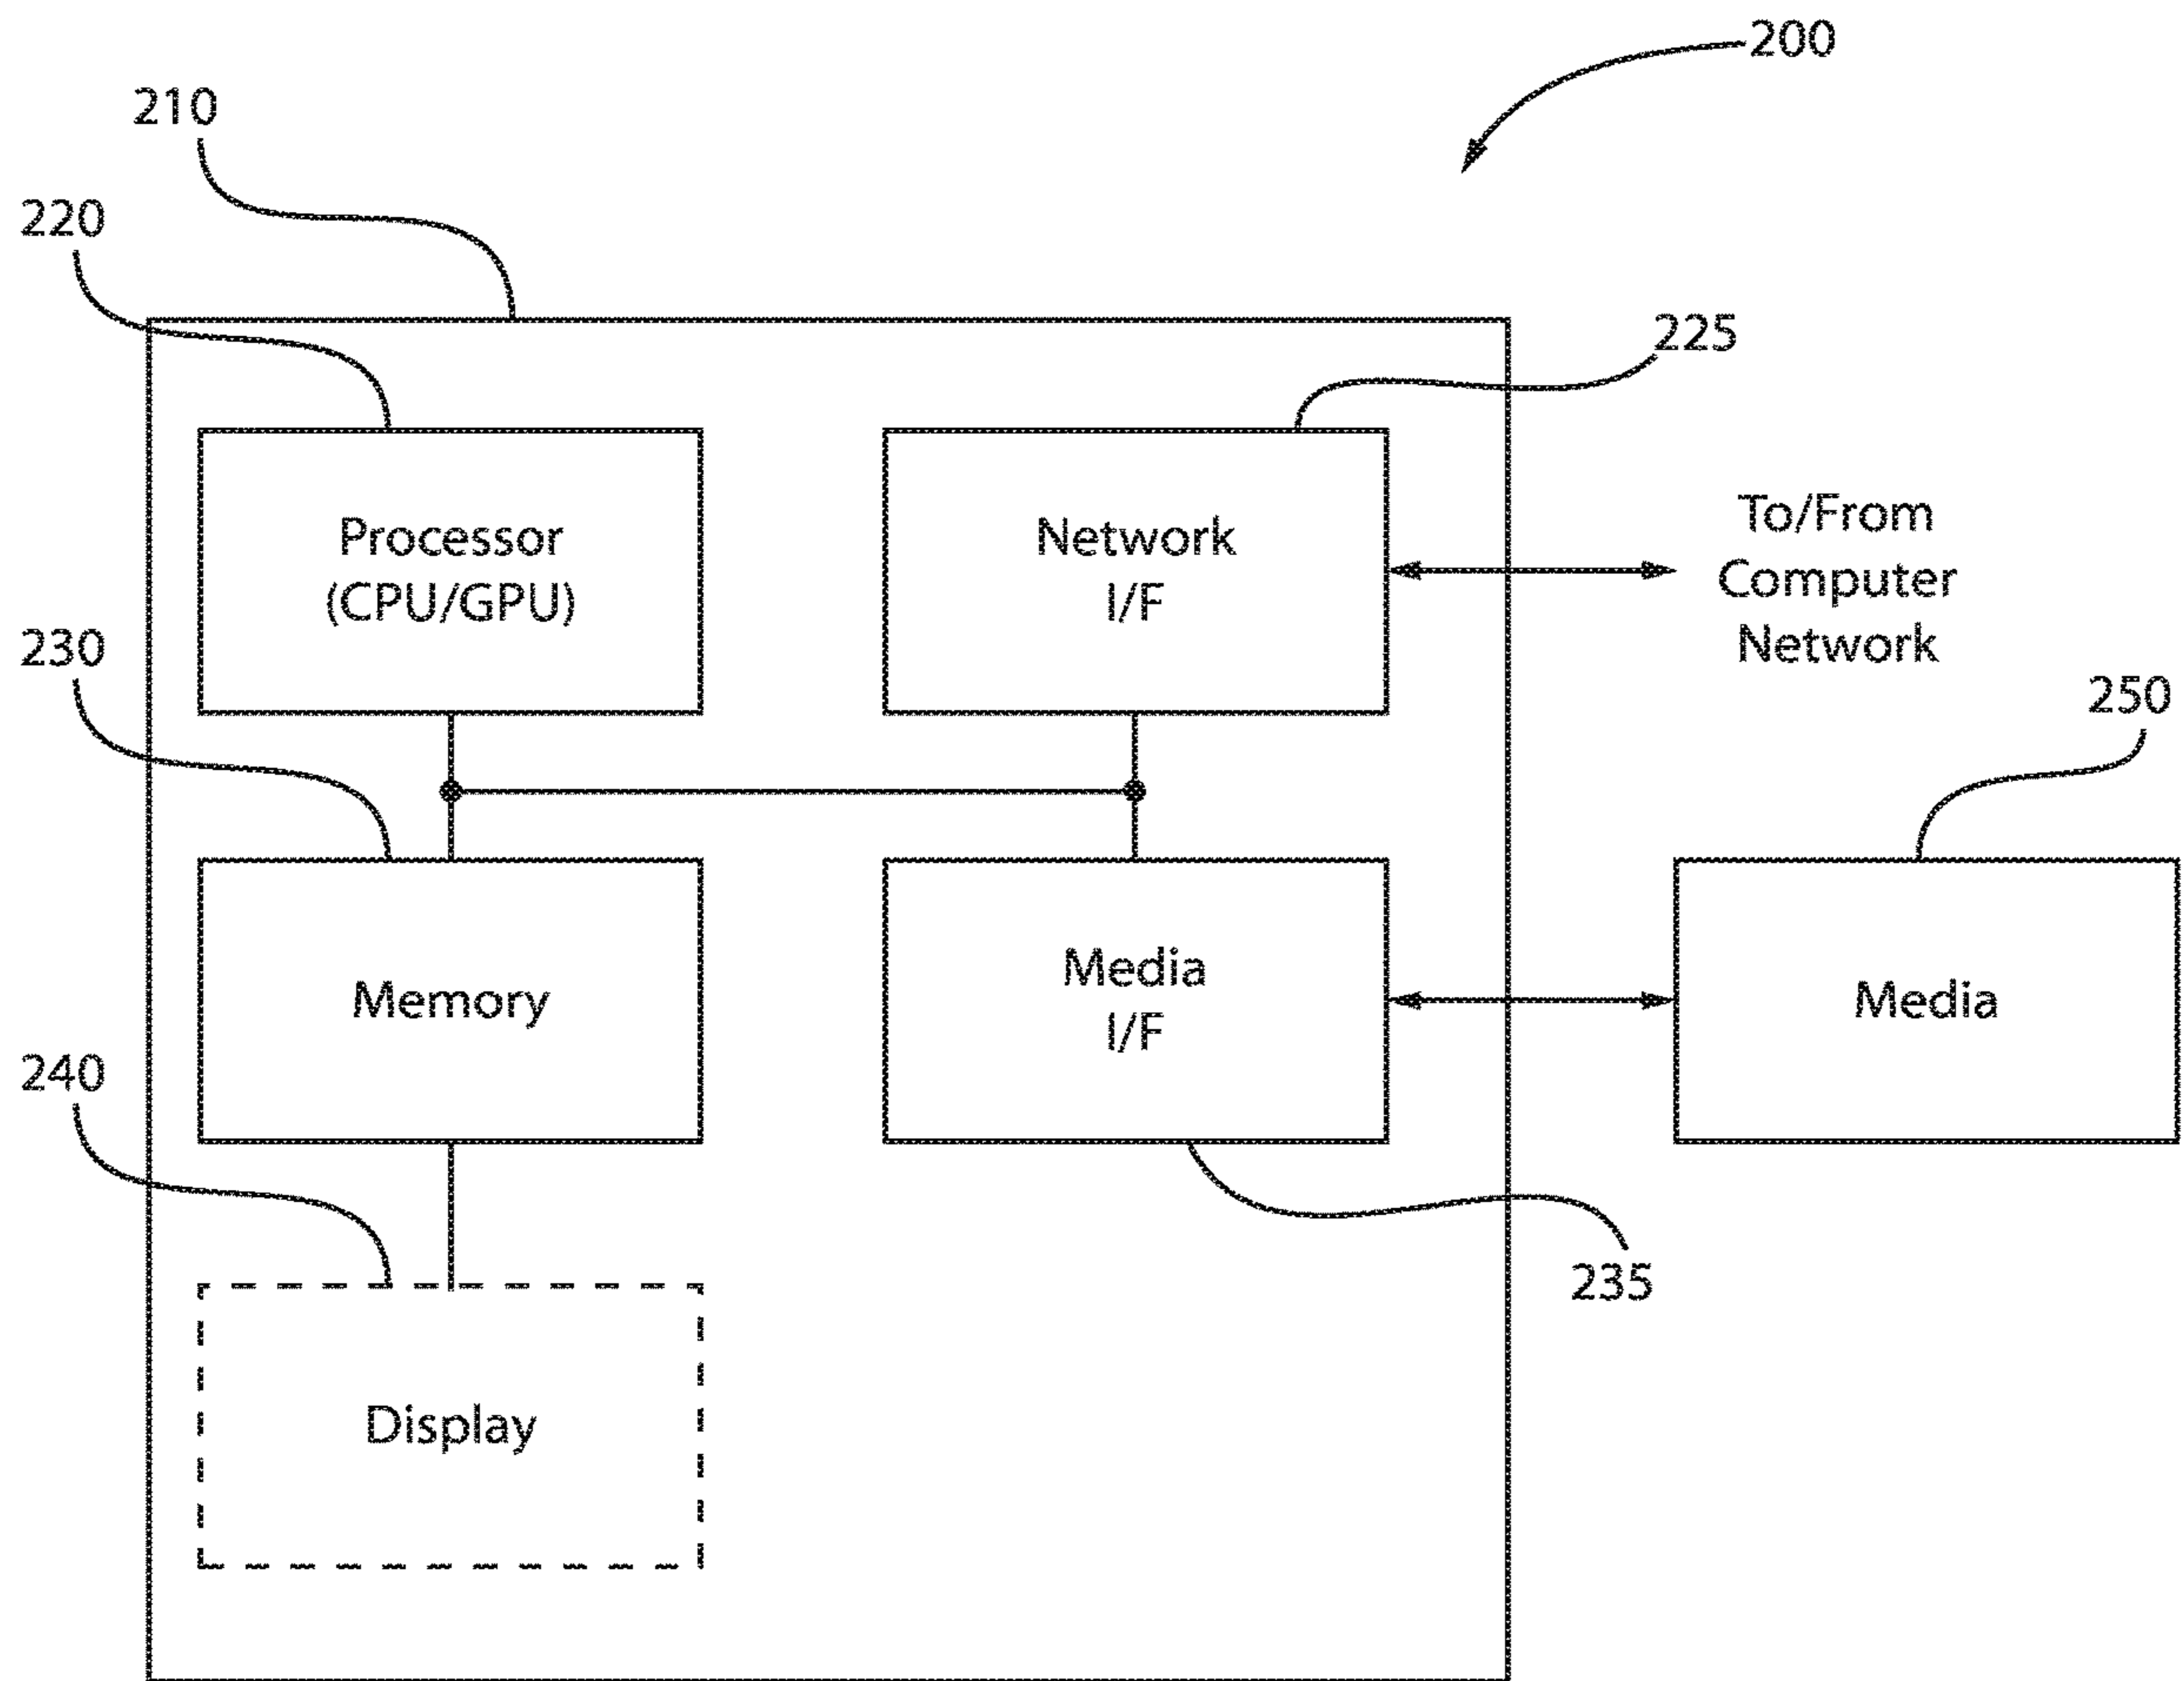 200
210
220
225
Processor
(CPU/GPU)
Network
I/F
To/From
Computer
Network
230
250
Memory
Media
I/F
Media
240
235
Display